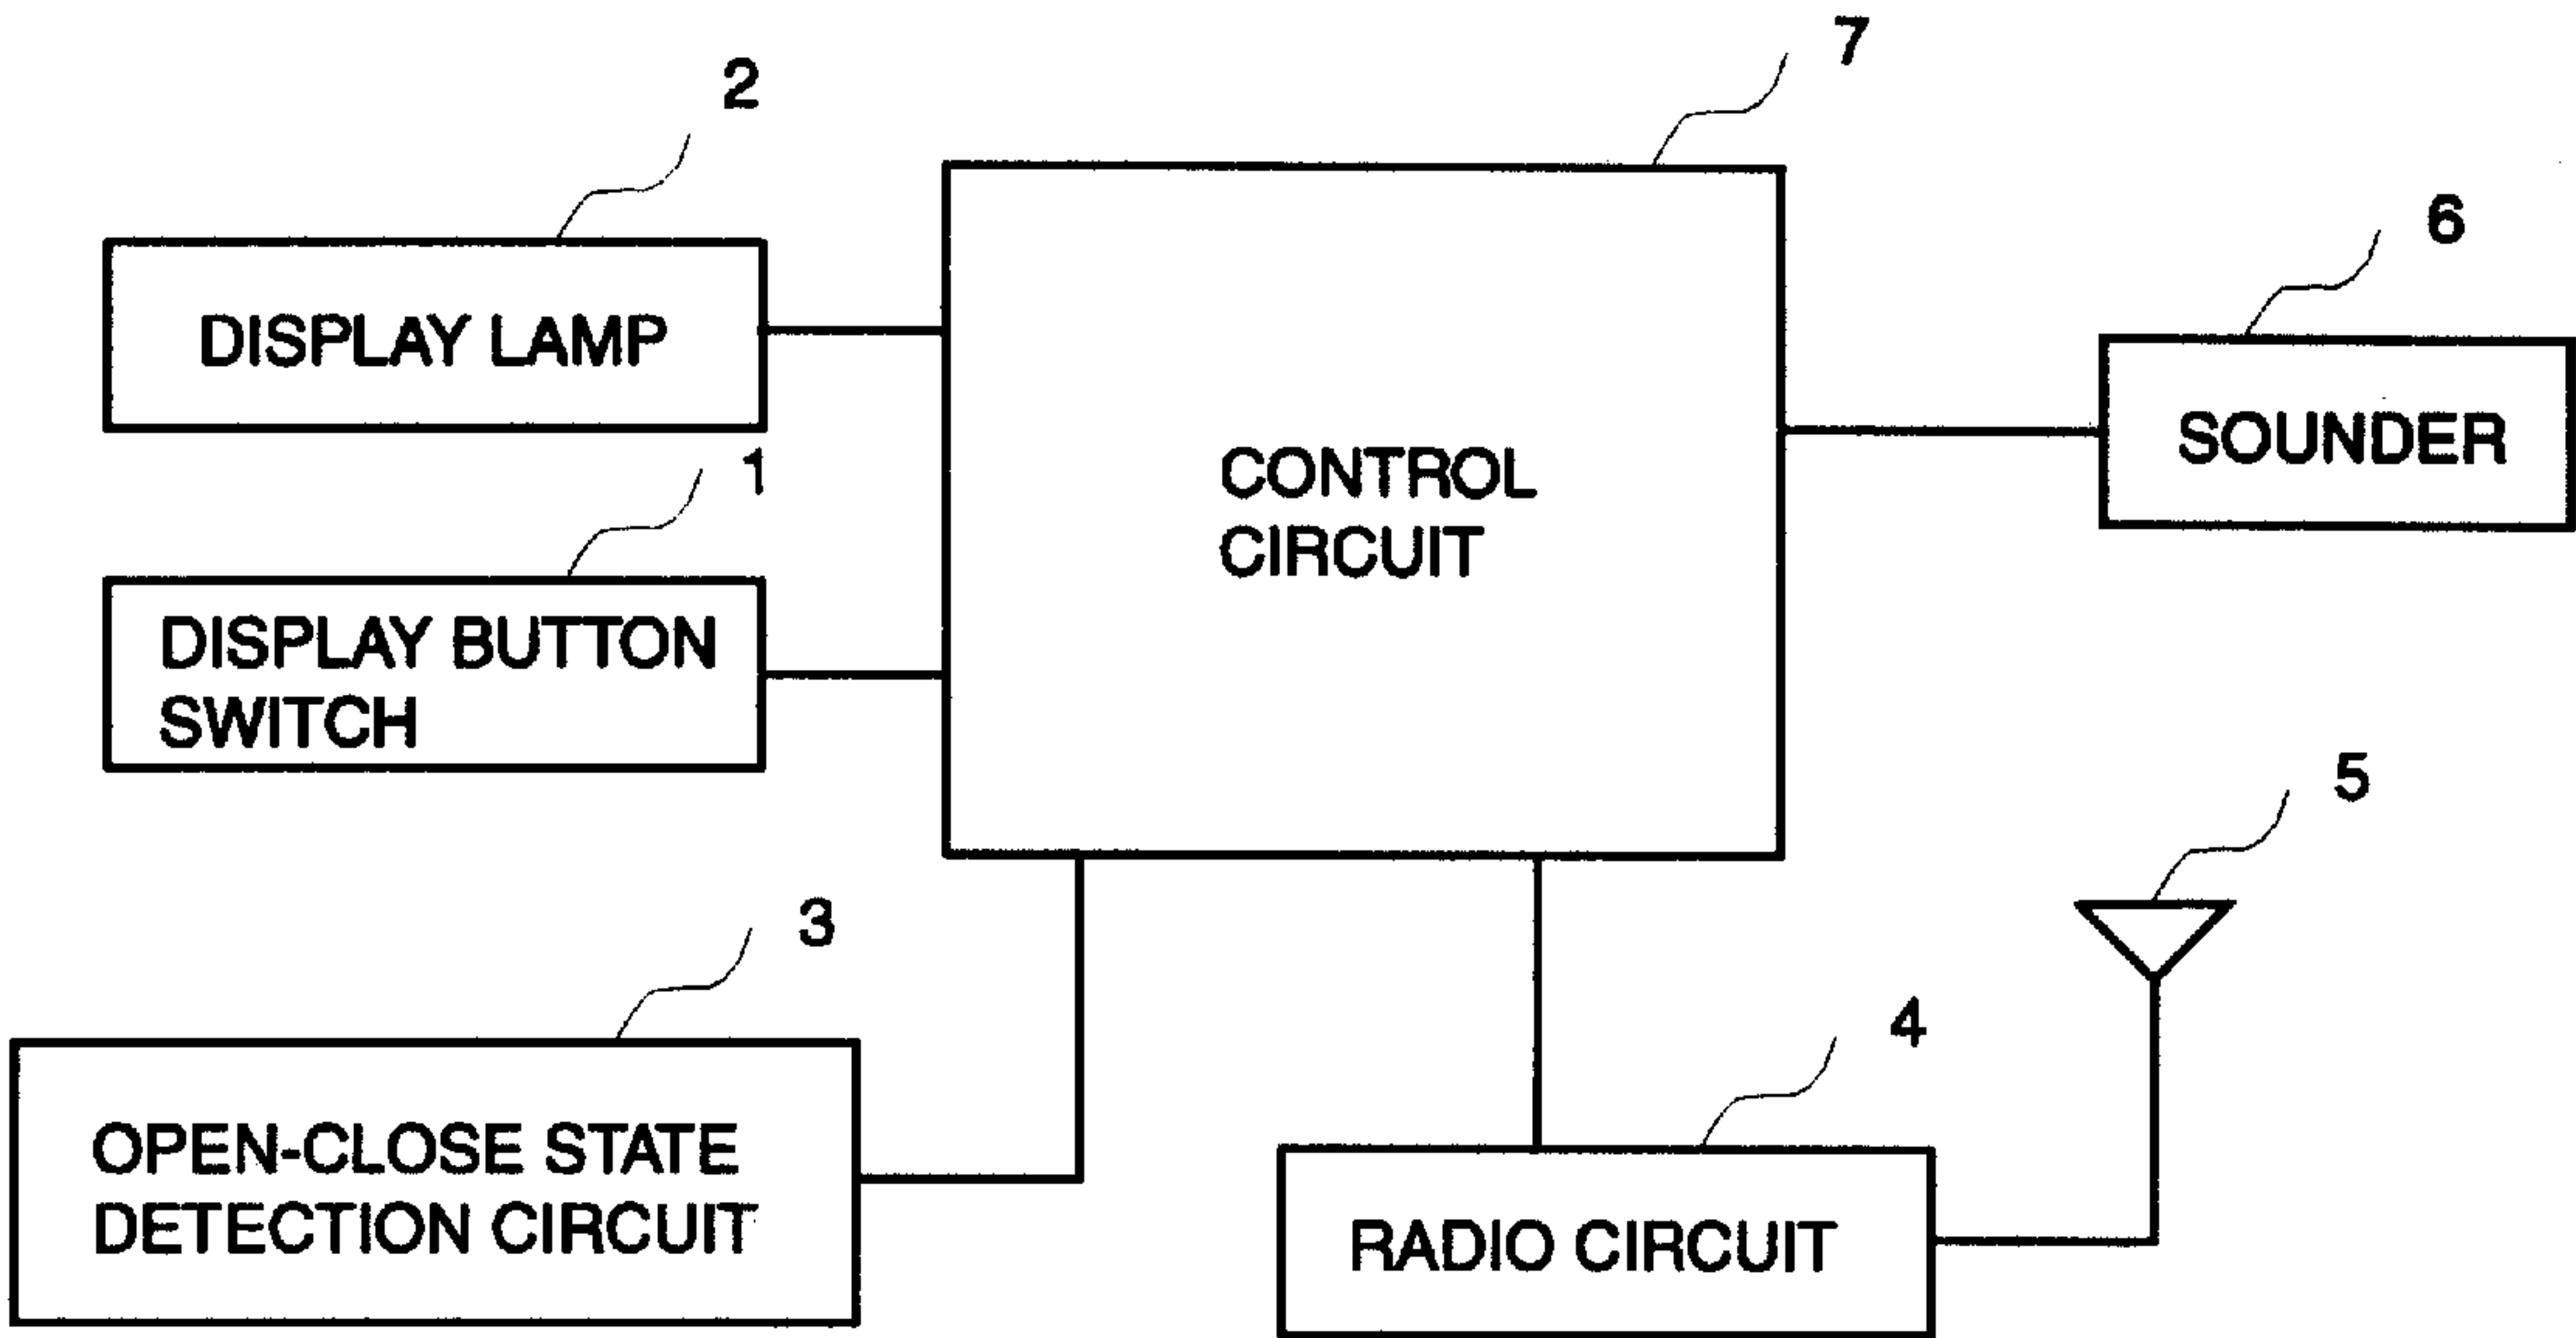 7
2
6
DISPLAY LAMP
SOUNDER
CONTROL
CIRCUIT
1
DISPLAY BUTTON
SWITCH
5
3
4
OPEN-CLOSE STATE
DETECTION CIRCUIT
RADIO CIRCUIT